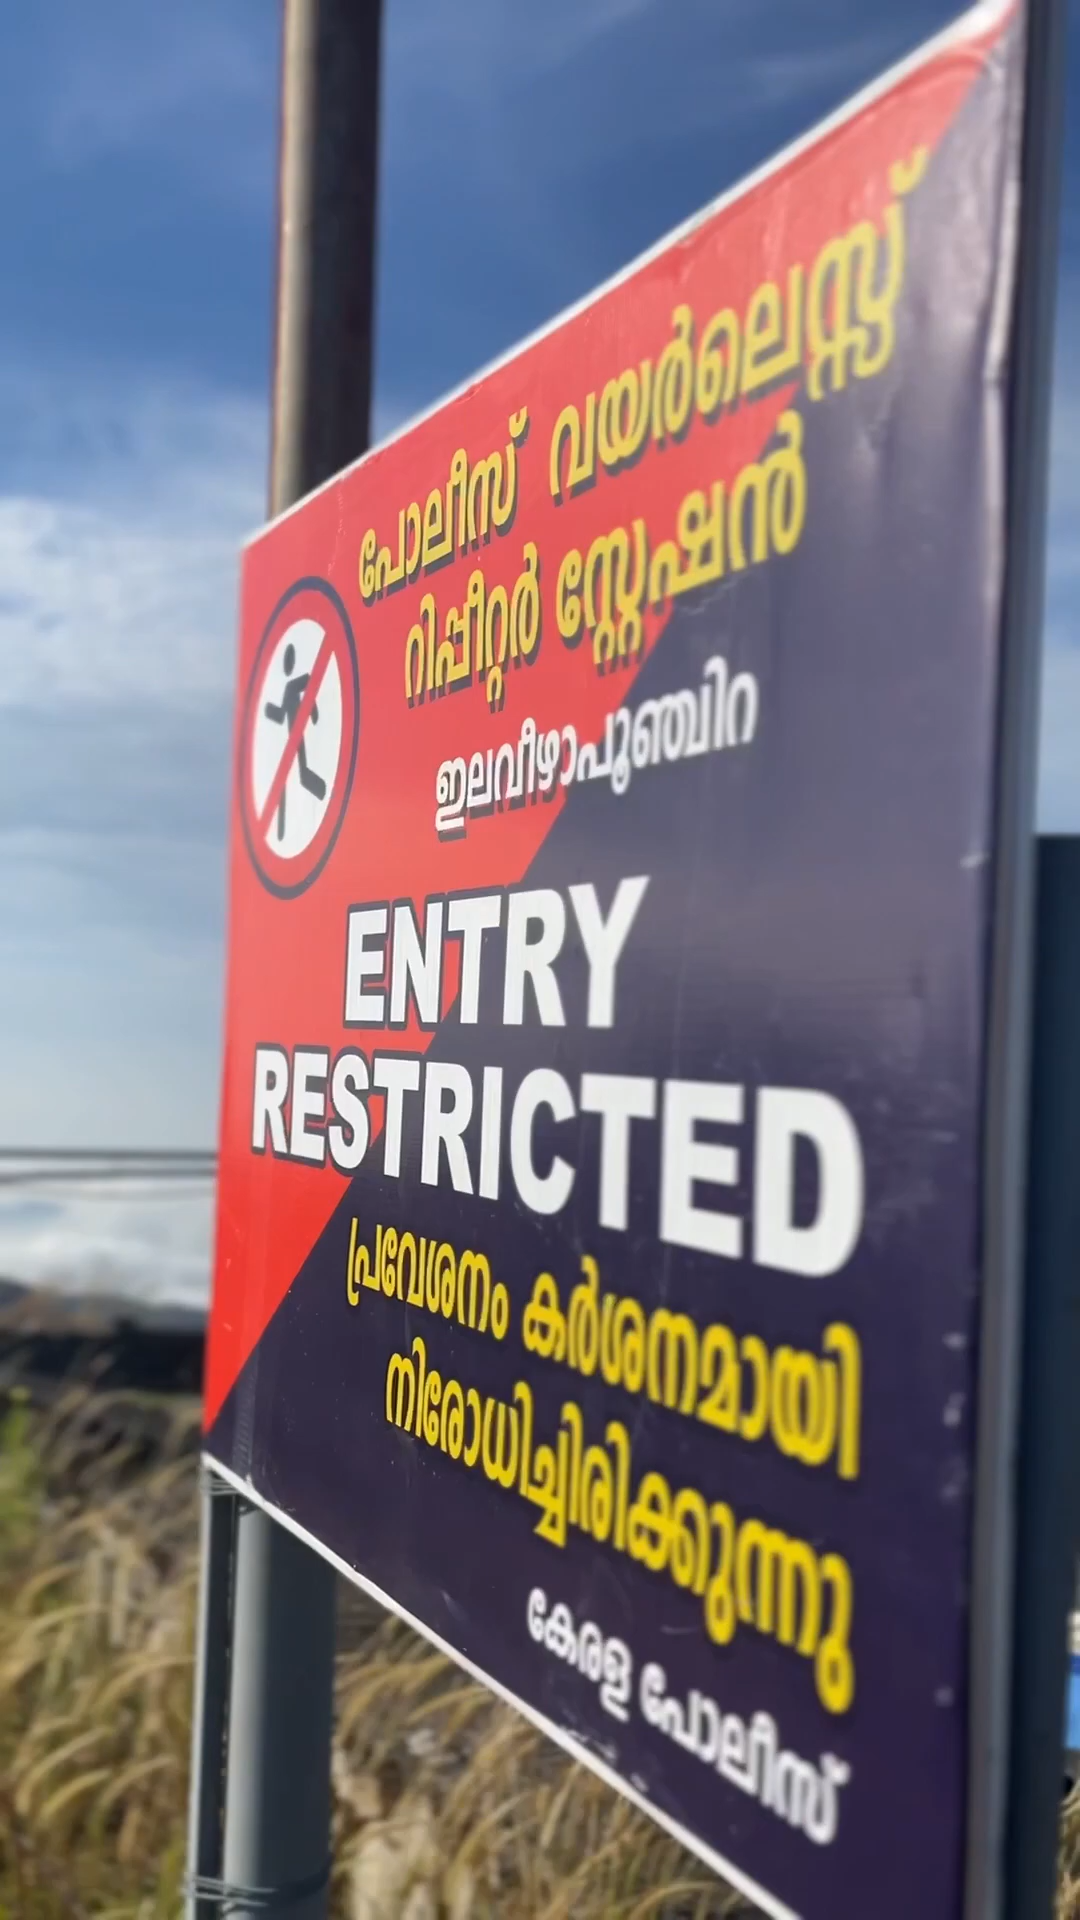 പോലീസ് വയർലെസ്സ്
റിപ്പീറ്റർ സ്റ്റേഷൻ
ഇലവീഴാപൂഞ്ചിറ
ENTRY
RESTRICTED
പ്രവേശനം കർശനമായി
നിരോധിച്ചിരിക്കുന്നു
കേരള പോലീസ്